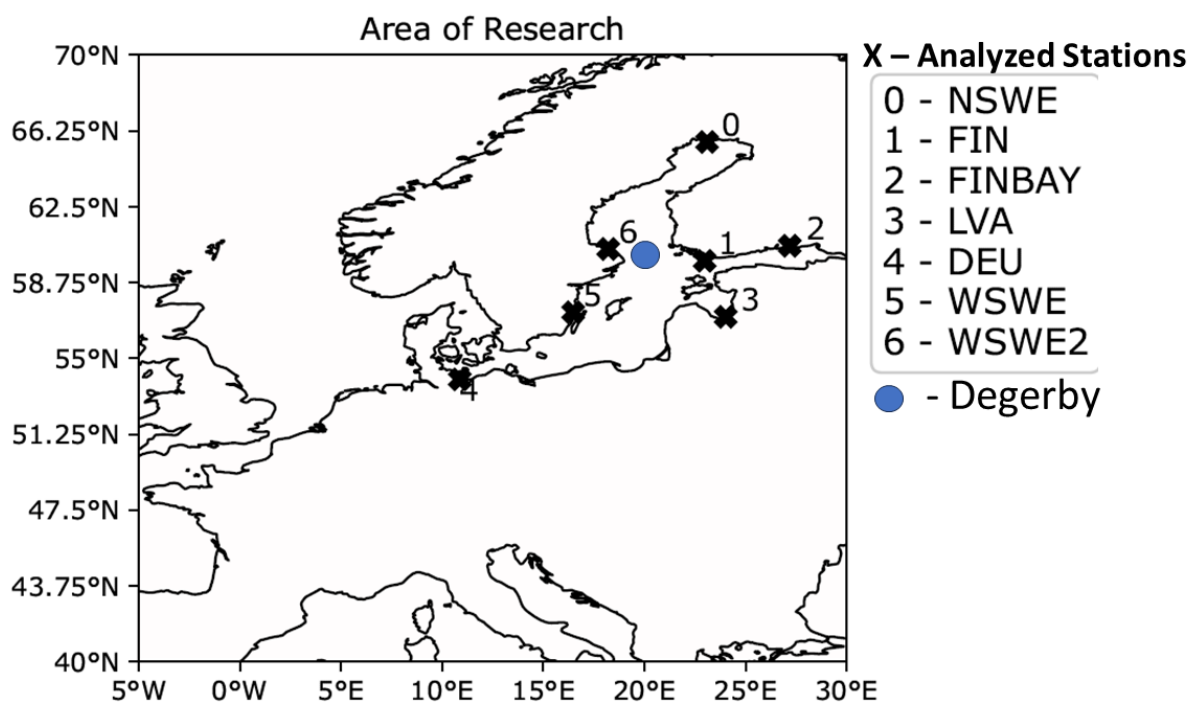 Area of Research
70°N
66.25°N
62.5°N
58.75°N
55°N
51.25°N
47.5°N
43.75°N
40°N
5°W
0°W
5°E
10°E
15°E
20°E
25°E
30°E
0
1
2
3
4
5
6
X – Analyzed Stations
0 - NSWE
1 - FIN
2 - FINBAY
3 - LVA
4 - DEU
5 - WSWE
6 - WSWE2
- Degerby